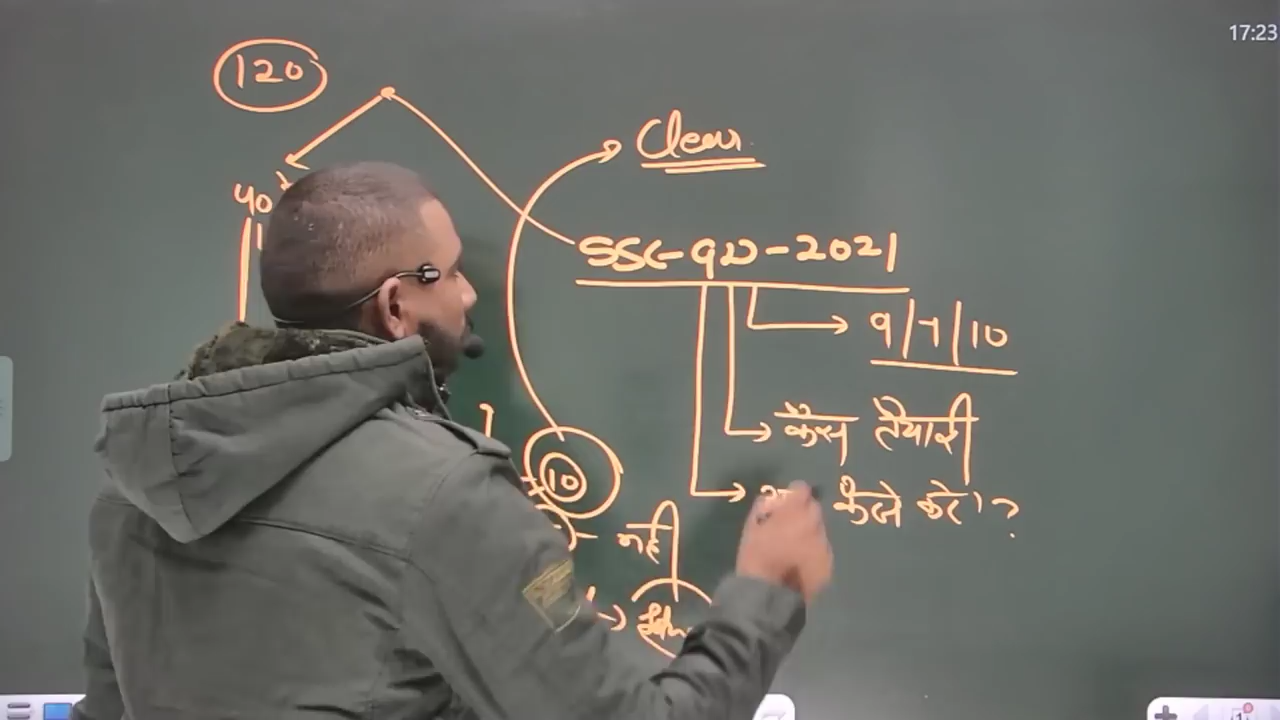 17:23
120
Clear
40
SSC-GD-2021
9/7/10
कैस तैयारी
10
कैसे करे ?
नही